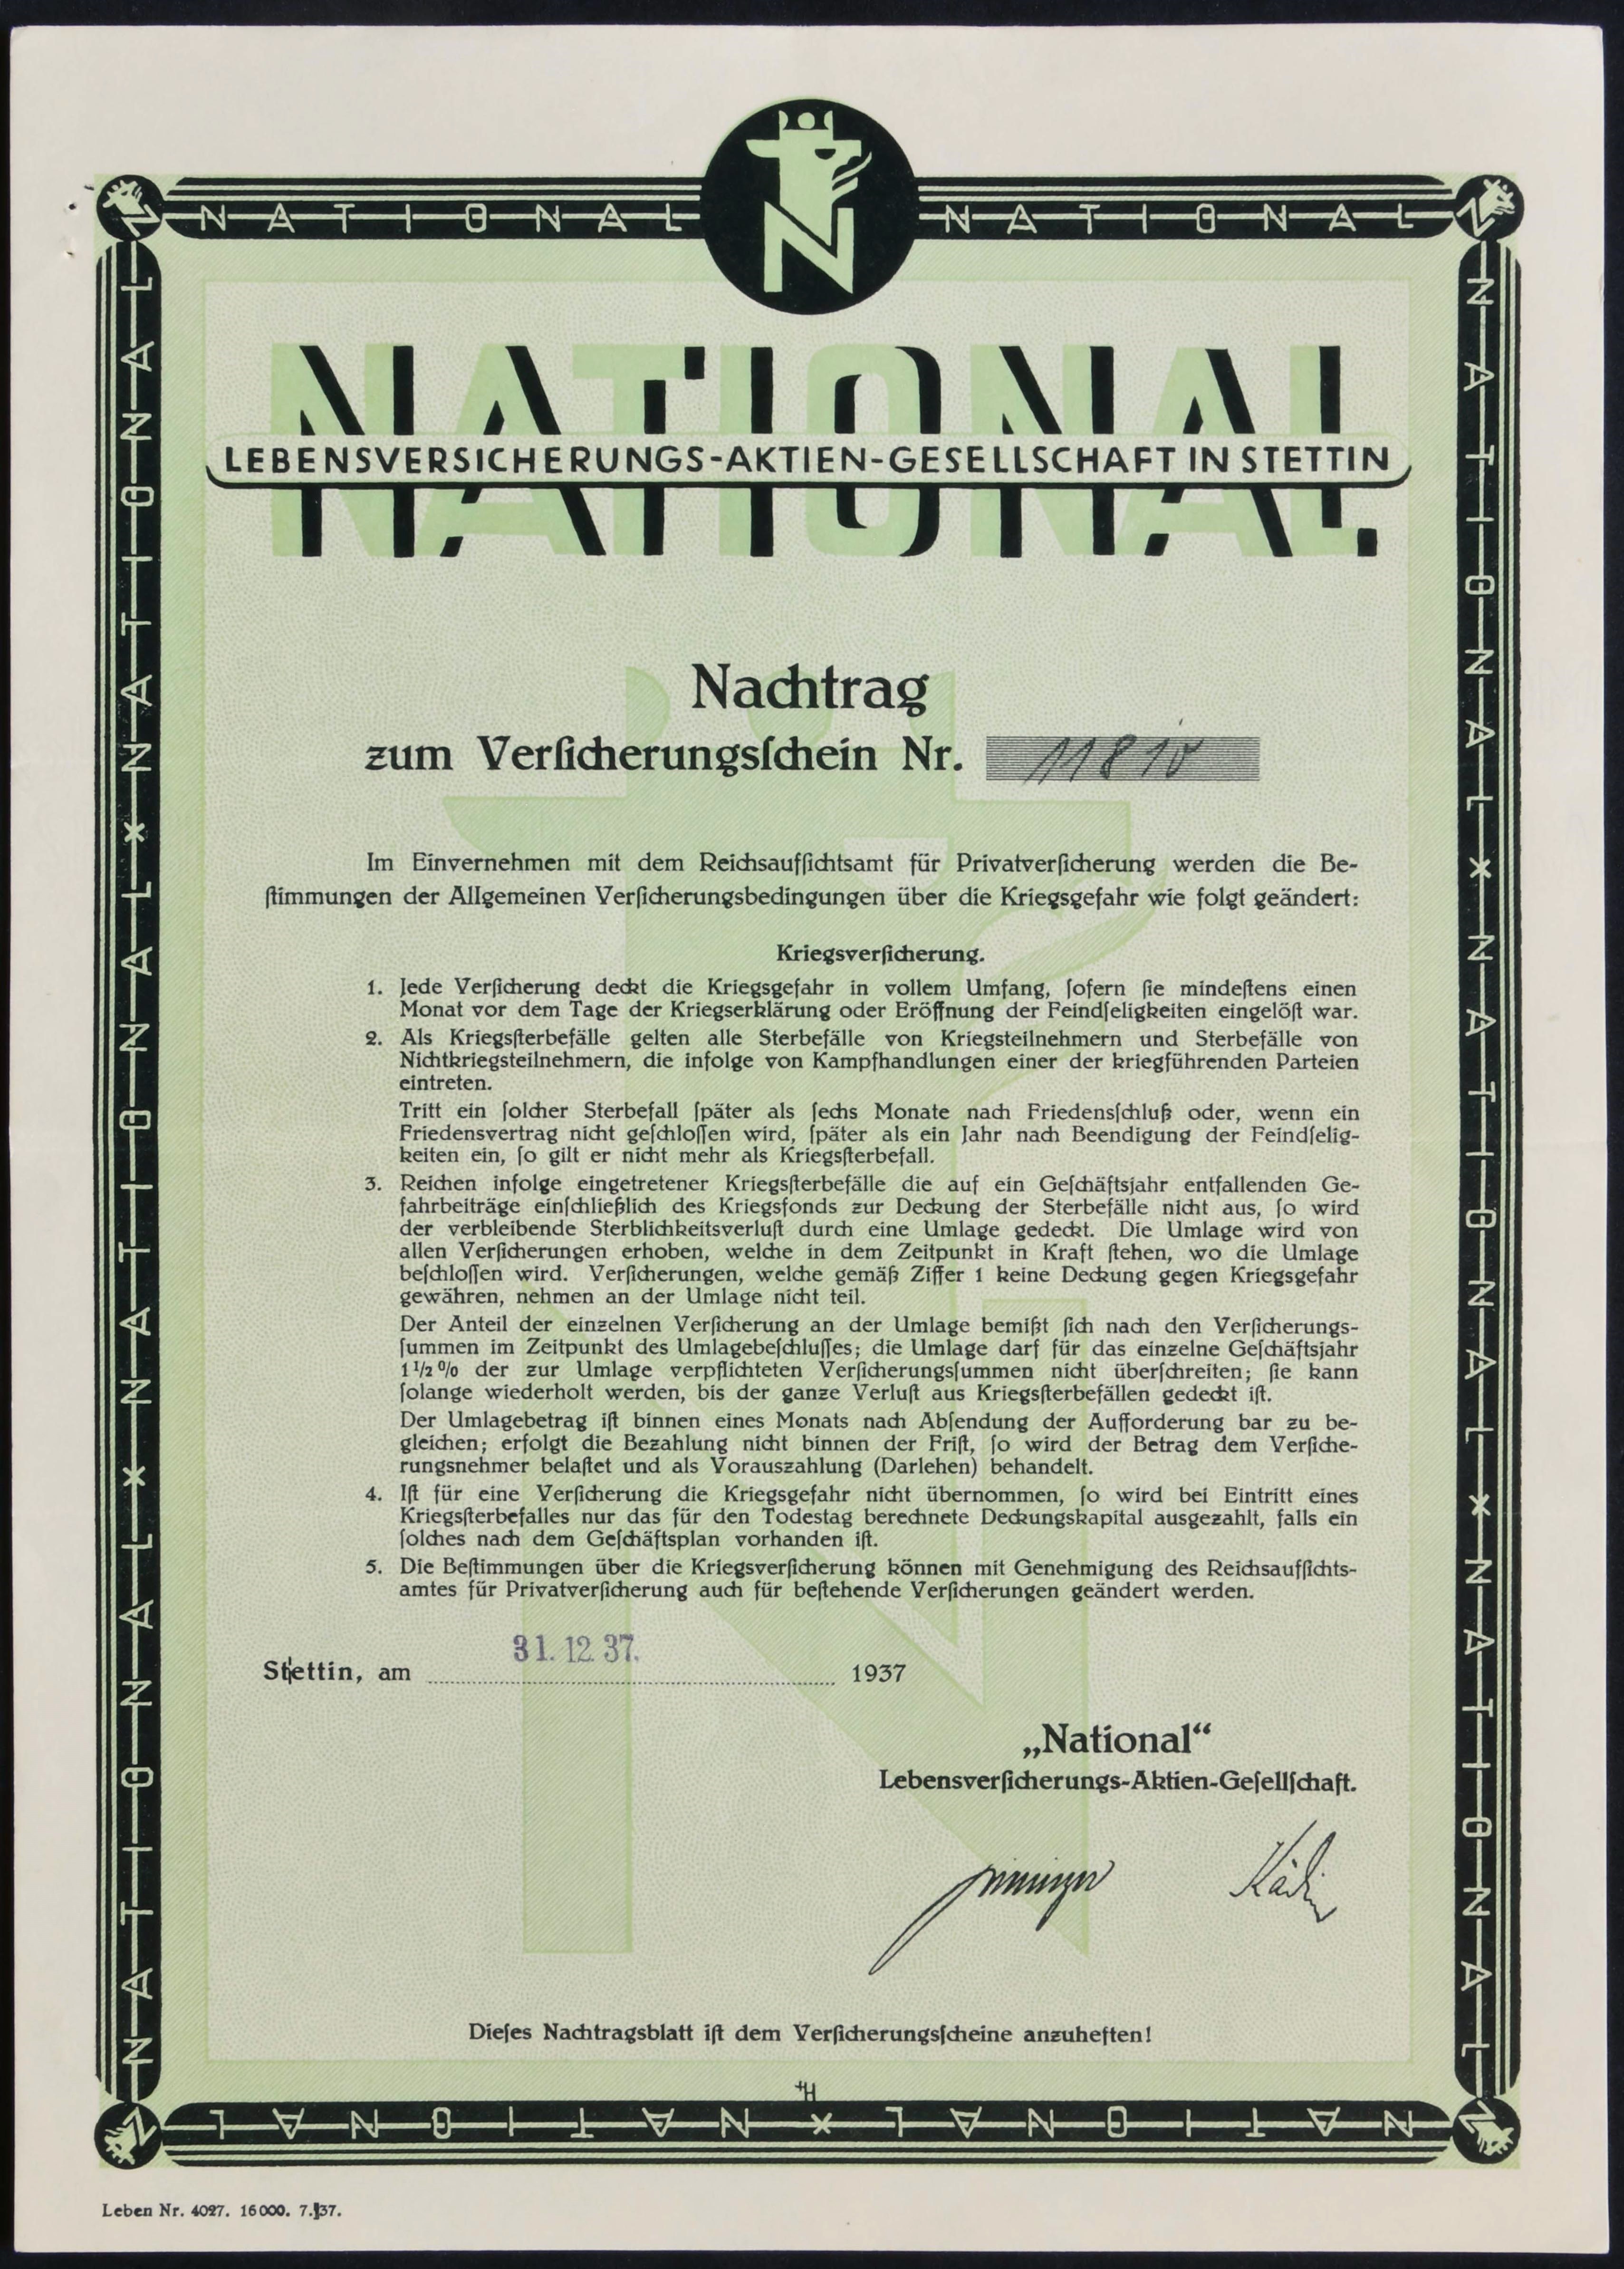 N
NATIONAL NATIONAL
NATIONAL
LEBENSVERSICHERUNGS-AKTIEN-GESELLSCHAFT IN STETTIN
Nachtrag
zum Verſicherungsſchein Nr. 11810
Im Einvernehmen mit dem Reichsaufſichtsamt für Privatverſicherung werden die Be-
ſtimmungen der Allgemeinen Verſicherungsbedingungen über die Kriegsgefahr wie folgt geändert:
Kriegsverſicherung.
1. Jede Verſicherung deckt die Kriegsgefahr in vollem Umfang, ſofern ſie mindeſtens einen
Monat vor dem Tage der Kriegserklärung oder Eröffnung der Feindſeligkeiten eingelöſt war.
2. Als Kriegsſterbefälle gelten alle Sterbefälle von Kriegsteilnehmern und Sterbefälle von
Nichtkriegsteilnehmern, die infolge von Kampfhandlungen einer der kriegführenden Parteien
eintreten.
Tritt ein ſolcher Sterbefall ſpäter als ſechs Monate nach Friedensſchluß oder, wenn ein
Friedensvertrag nicht geſchloſſen wird, ſpäter als ein Jahr nach Beendigung der Feindſelig-
keiten ein, ſo gilt er nicht mehr als Kriegsſterbefall.
3. Reichen infolge eingetretener Kriegsſterbefälle die auf ein Geſchäftsjahr entfallenden Ge-
fahrbeiträge einſchließlich des Kriegsfonds zur Deckung der Sterbefälle nicht aus, ſo wird
der verbleibende Sterblichkeitsverluſt durch eine Umlage gedeckt. Die Umlage wird von
allen Verſicherungen erhoben, welche in dem Zeitpunkt in Kraft ſtehen, wo die Umlage
beſchloſſen wird. Verſicherungen, welche gemäß Ziffer 1 keine Deckung gegen Kriegsgefahr
gewähren, nehmen an der Umlage nicht teil.
Der Anteil der einzelnen Verſicherung an der Umlage bemißt ſich nach den Verſicherungs-
ſummen im Zeitpunkt des Umlagebeſchluſſes; die Umlage darf für das einzelne Geſchäftsjahr
1 1/2 % der zur Umlage verpflichteten Verſicherungsſummen nicht überſchreiten; ſie kann
ſolange wiederholt werden, bis der ganze Verluſt aus Kriegsſterbefällen gedeckt iſt.
Der Umlagebetrag iſt binnen eines Monats nach Abſendung der Aufforderung bar zu be-
gleichen; erfolgt die Bezahlung nicht binnen der Friſt, ſo wird der Betrag dem Verſiche-
rungsnehmer belaſtet und als Vorauszahlung (Darlehen) behandelt.
4. Iſt für eine Verſicherung die Kriegsgefahr nicht übernommen, ſo wird bei Eintritt eines
Kriegsſterbefalles nur das für den Todestag berechnete Deckungskapital ausgezahlt, falls ein
ſolches nach dem Geſchäftsplan vorhanden iſt.
5. Die Beſtimmungen über die Kriegsverſicherung können mit Genehmigung des Reichsaufſichts-
amtes für Privatverſicherung auch für beſtehende Verſicherungen geändert werden.
Stettin, am 31.12.37. 1937
„National“
Lebensverſicherungs-Aktien-Geſellſchaft.
Dieſes Nachtragsblatt iſt dem Verſicherungsſcheine anzuheften!
NATIONAL × NATIONAL
NATIONAL × NATIONAL × NATIONAL
NATIONAL × NATIONAL × NATIONAL
Leben Nr. 4027. 16000. 7.37.